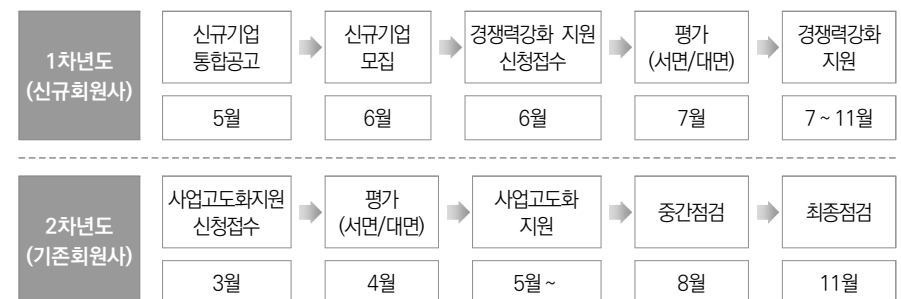 1차년도
(신규회원사)
신규기업
통합공고
신규기업
모집
경쟁력강화 지원
신청접수
평가
(서면/대면)
경쟁력강화
지원
5월
6월
6월
7월
7 ~ 11월
2차년도
(기존회원사)
사업고도화지원
신청접수
평가
(서면/대면)
사업고도화
지원
중간점검
최종점검
3월
4월
5월 ~
8월
11월